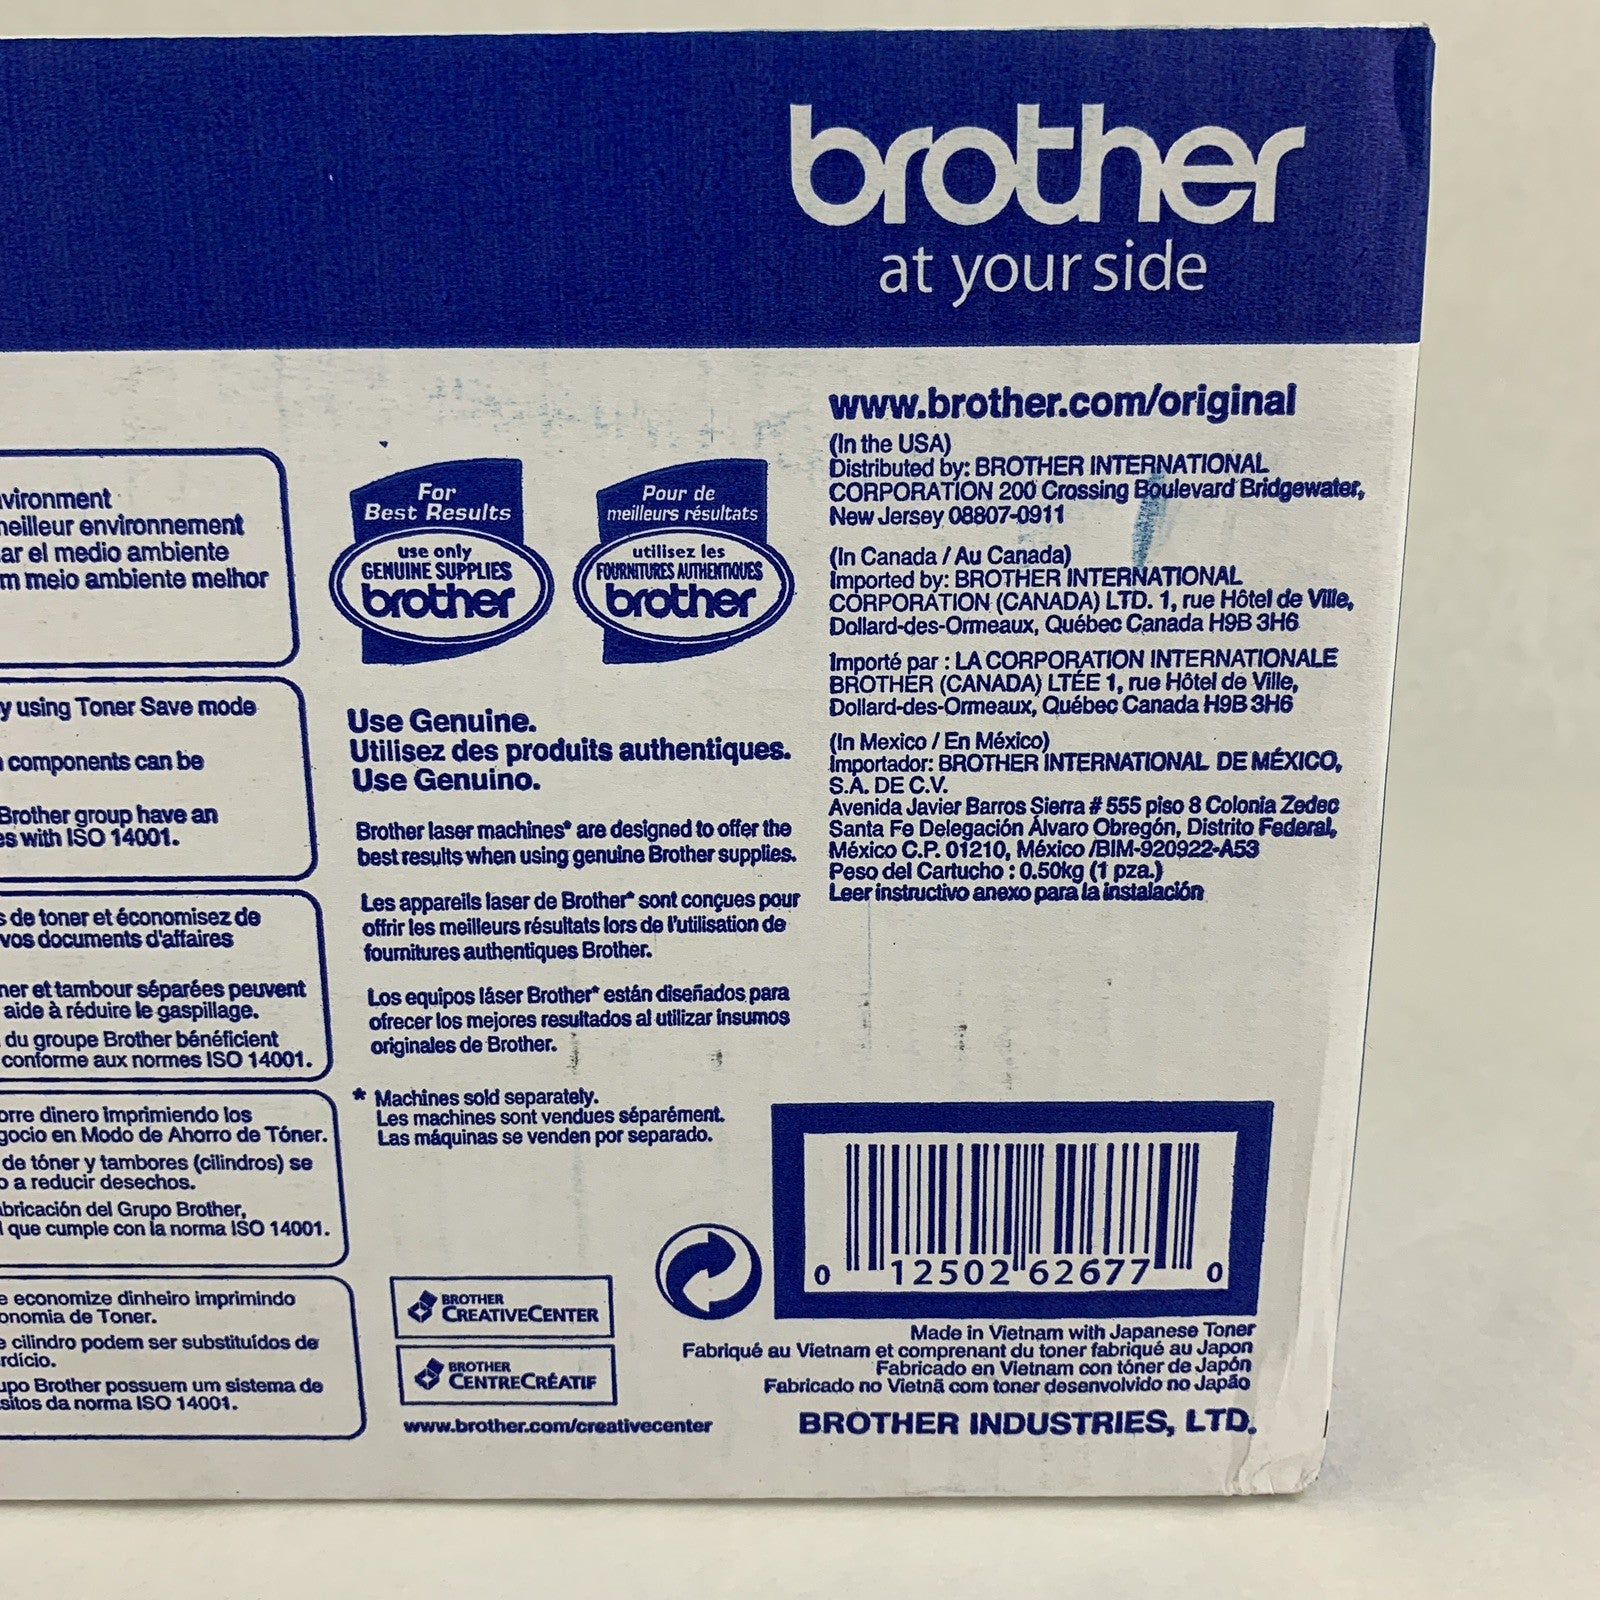 brother
at your side
www.brother.com/original
(In the USA)
Distributed by: BROTHER INTERNATIONAL
CORPORATION 200 Crossing Boulevard Bridgewater,
New Jersey 08807-0911
(In Canada / Au Canada)
Imported by: BROTHER INTERNATIONAL
CORPORATION (CANADA) LTD. 1, rue Hôtel de Ville,
Dollard-des-Ormeaux, Québec Canada H9B 3H6
Importé par : LA CORPORATION INTERNATIONALE
BROTHER (CANADA) LTÉE 1, rue Hôtel de Ville,
Dollard-des-Ormeaux, Québec Canada H9B 3H6
(In Mexico / En México)
Importador: BROTHER INTERNATIONAL DE MÉXICO,
S.A. DE C.V.
Avenida Javier Barros Sierra # 555 piso 8 Colonia Zedec
Santa Fe Delegación Álvaro Obregón, Distrito Federal,
México C.P. 01210, México /BIM-920922-A53
Peso del Cartucho : 0.50kg (1 pza.)
Leer instructivo anexo para la instalación
vironment
neilleur environnement
ar el medio ambiente
m meio ambiente melhor
y using Toner Save mode
components can be
Brother group have an
es with ISO 14001.
s de toner et économisez de
vos documents d'affaires
ner et tambour séparées peuvent
aide à réduire le gaspillage.
du groupe Brother bénéficient
conforme aux normes ISO 14001.
orre dinero imprimiendo los
gocio en Modo de Ahorro de Tóner.
de tóner y tambores (cilindros) se
o a reducir desechos.
abricación del Grupo Brother,
l que cumple con la norma ISO 14001.
e economize dinheiro imprimindo
onomia de Toner.
e cilindro podem ser substituídos de
rdício.
upo Brother possuem um sistema de
sitos da norma ISO 14001.
For
Best Results
use only
GENUINE SUPPLIES
brother
Pour de
meilleurs résultats
utilisez les
FOURNITURES AUTHENTIQUES
brother
Use Genuine.
Utilisez des produits authentiques.
Use Genuino.
Brother laser machines* are designed to offer the
best results when using genuine Brother supplies.
Les appareils laser de Brother* sont conçues pour
offrir les meilleurs résultats lors de l'utilisation de
fournitures authentiques Brother.
Los equipos láser Brother* están diseñados para
ofrecer los mejores resultados al utilizar insumos
originales de Brother.
* Machines sold separately.
Les machines sont vendues séparément.
Las máquinas se venden por separado.
BROTHER
CREATIVECENTER
BROTHER
CENTRECRÉATIF
www.brother.com/creativecenter
0 12502 62677 0
Made in Vietnam with Japanese Toner
Fabriqué au Vietnam et comprenant du toner fabriqué au Japon
Fabricado en Vietnam con tóner de Japón
Fabricado no Vietnã com toner desenvolvido no Japão
BROTHER INDUSTRIES, LTD.